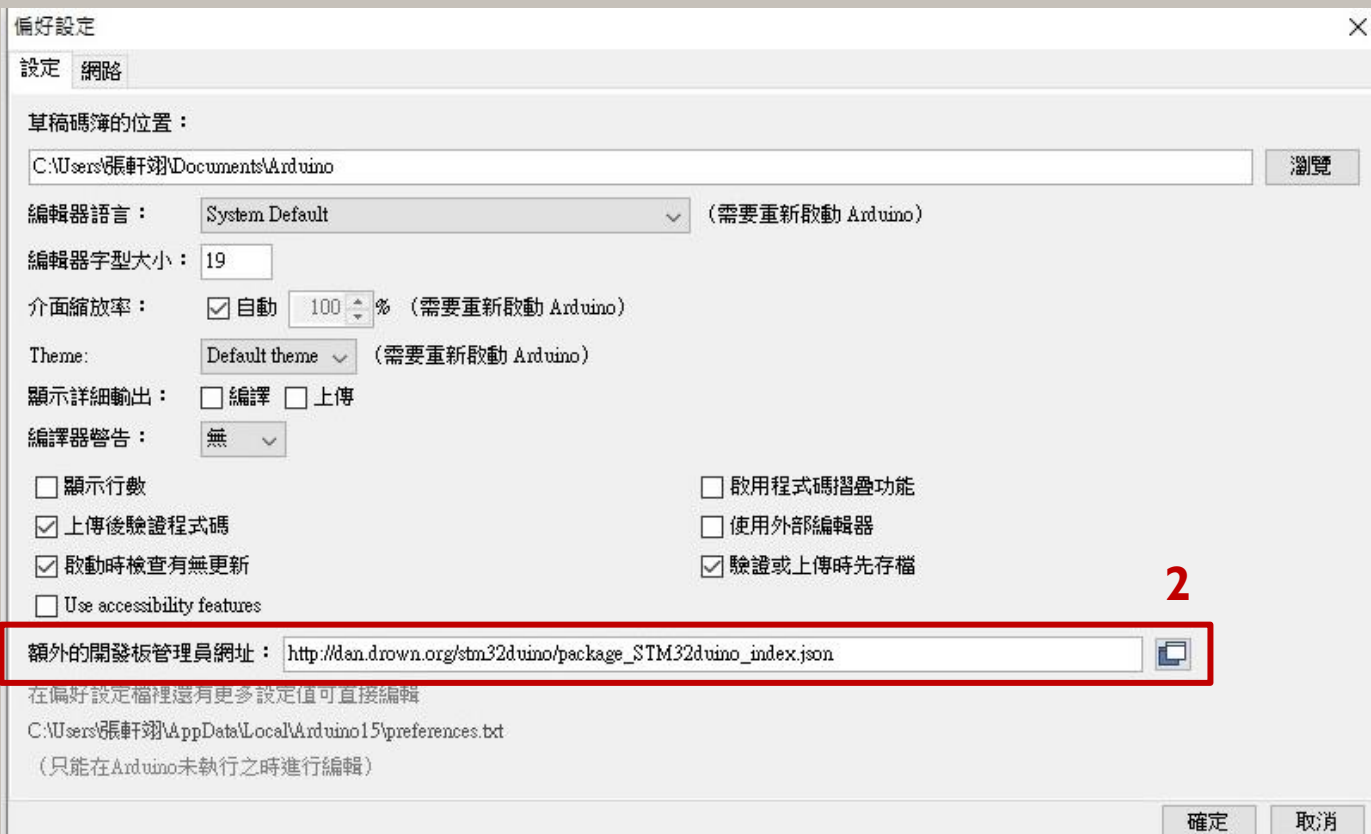 偏好設定
設定 網路
草稿碼簿的位置：
C:\Users\張軒翊\Documents\Arduino 瀏覽
編輯器語言： System Default （需要重新啟動 Arduino）
編輯器字型大小： 19
介面縮放率： 自動 100 % （需要重新啟動 Arduino）
Theme: Default theme （需要重新啟動 Arduino）
顯示詳細輸出： 編譯 上傳
編譯器警告： 無
顯示行數 啟用程式碼摺疊功能
上傳後驗證程式碼 使用外部編輯器
啟動時檢查有無更新 驗證或上傳時先存檔
Use accessibility features
2
額外的開發板管理員網址： http://dan.drown.org/stm32duino/package_STM32duino_index.json
在偏好設定檔裡還有更多設定值可直接編輯
C:\Users\張軒翊\AppData\Local\Arduino15\preferences.txt
（只能在Arduino未執行之時進行編輯）
確定 取消